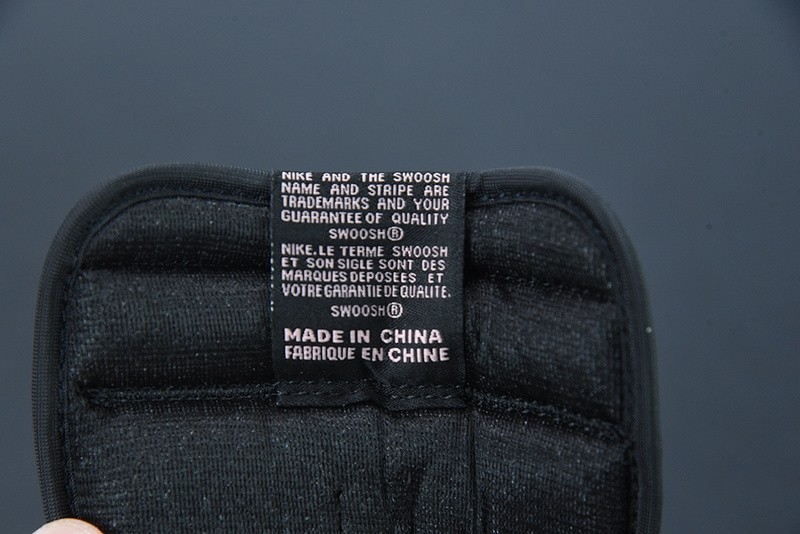 NIKE AND THE SWOOSH
NAME AND STRIPE ARE
TRADEMARKS AND YOUR
GUARANTEE OF QUALITY
SWOOSH®
NIKE.LE TERME SWOOSH
ET SON SIGLE SONT DES
MARQUES DEPOSEES ET
VOTRE GARANTIE DE QUALITE.
SWOOSH®
MADE IN CHINA
FABRIQUE EN CHINE